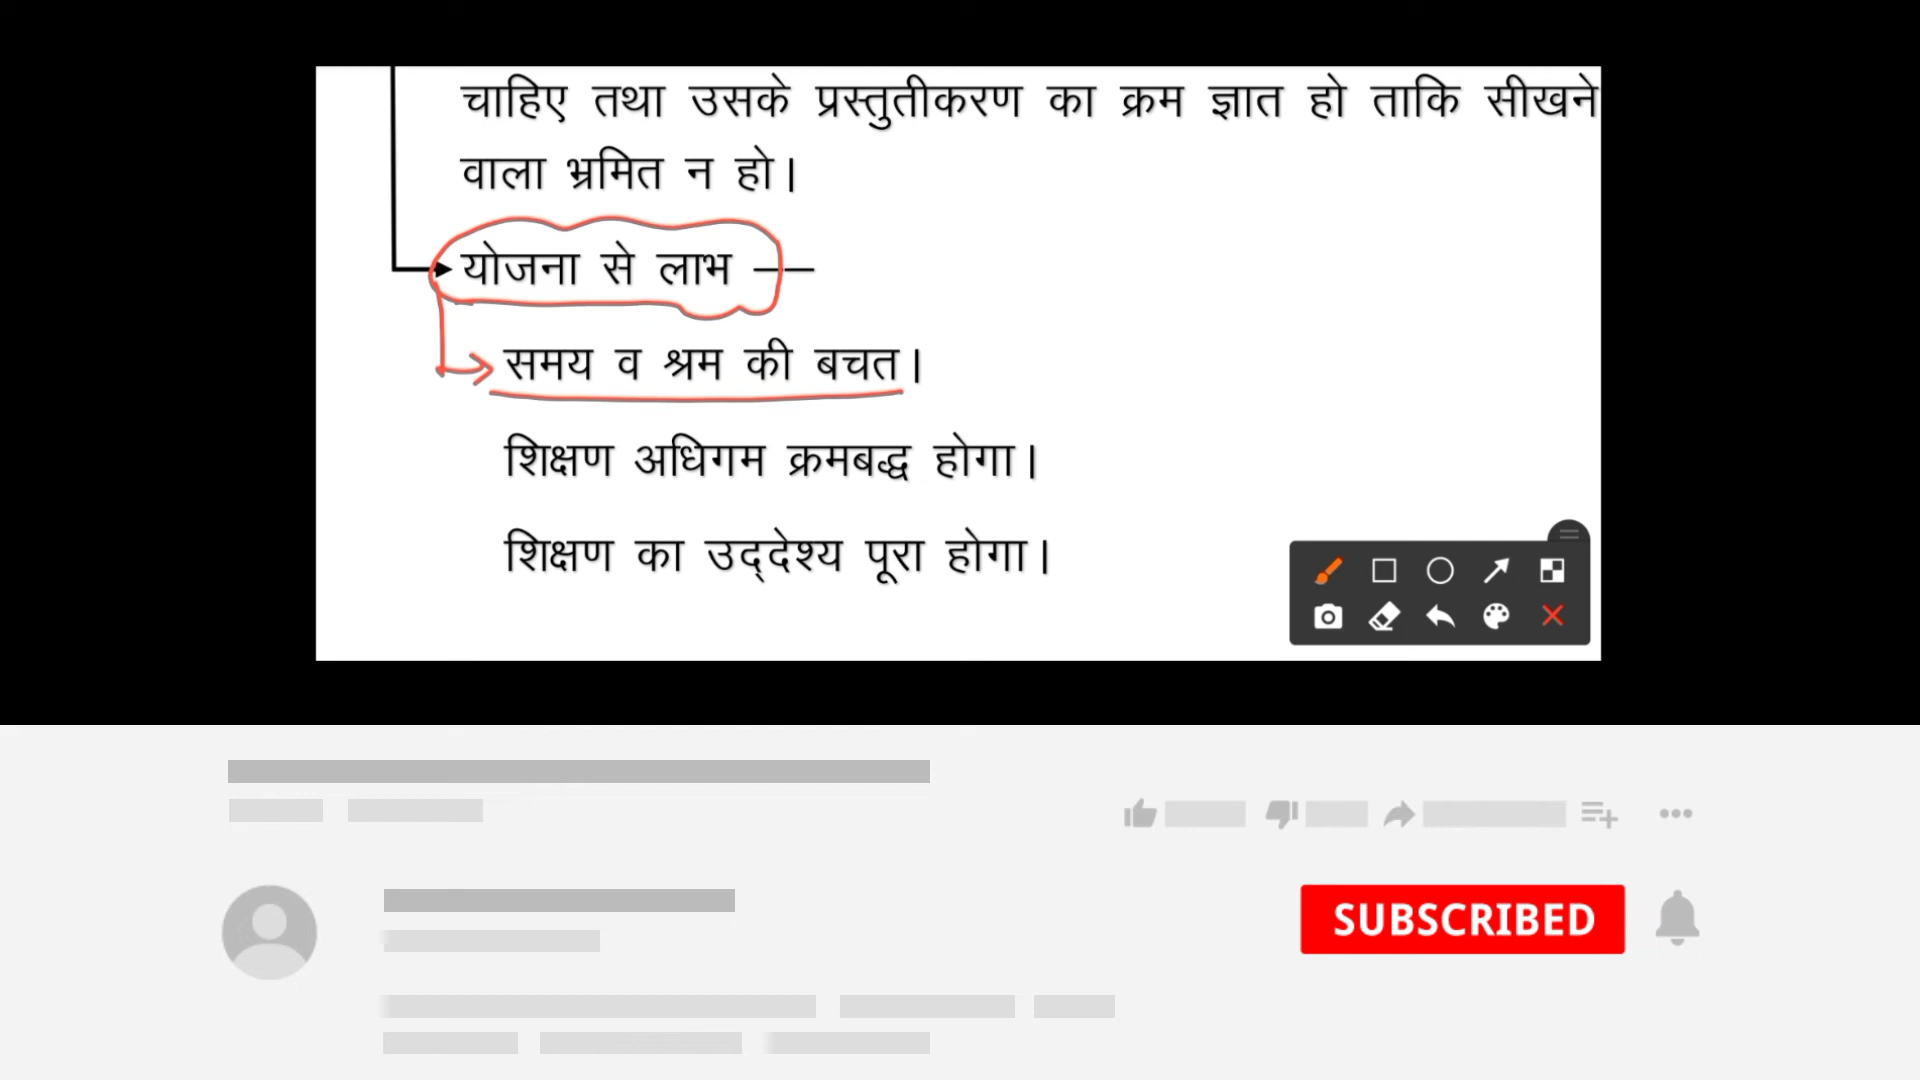 चाहिए तथा उसके प्रस्तुतीकरण का क्रम ज्ञात हो ताकि सीखने
वाला भ्रमित न हो।
योजना से लाभ —
समय व श्रम की बचत।
शिक्षण अधिगम क्रमबद्ध होगा।
शिक्षण का उद्‌देश्य पूरा होगा।
SUBSCRIBED